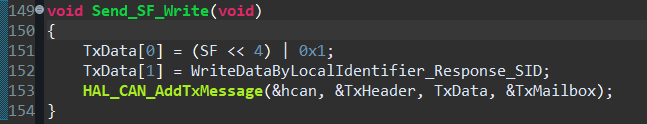 149 void Send_SF_Write(void)
150 {
151     TxData[0] = (SF << 4) | 0x1;
152     TxData[1] = WriteDataByLocalIdentifier_Response_SID;
153     HAL_CAN_AddTxMessage(&hcan, &TxHeader, TxData, &TxMailbox);
154 }